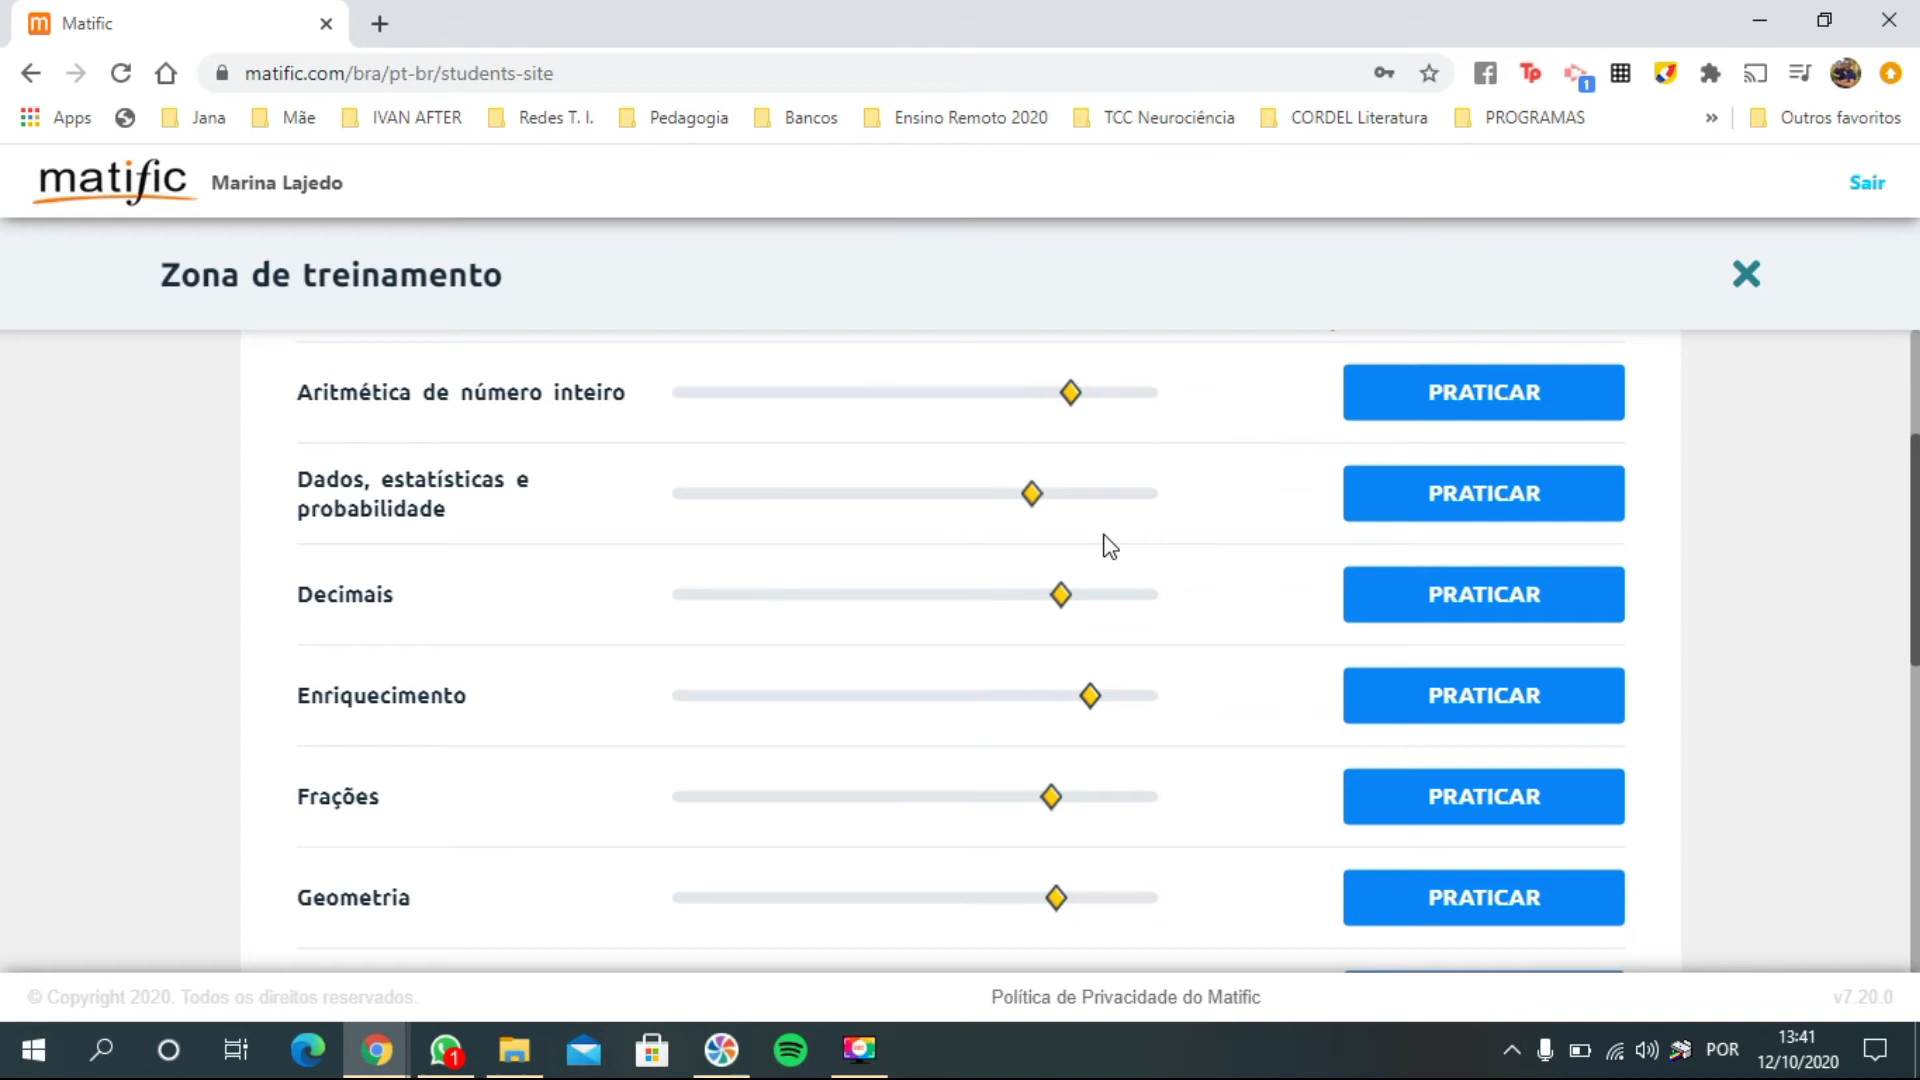 Matific
matific.com/bra/pt-br/students-site
1
Apps
Jana
Mãe
IVAN AFTER
Redes T. I.
Pedagogia
Bancos
Ensino Remoto 2020
TCC Neurociência
CORDEL Literatura
PROGRAMAS
»
Outros favoritos
matific
Marina Lajedo
Sair
Zona de treinamento
Aritmética de número inteiro
PRATICAR
Dados, estatísticas e
probabilidade
PRATICAR
Decimais
PRATICAR
Enriquecimento
PRATICAR
Frações
PRATICAR
Geometria
PRATICAR
© Copyright 2020. Todos os direitos reservados.
Política de Privacidade do Matific
v7.20.0
1
POR
13:41
12/10/2020